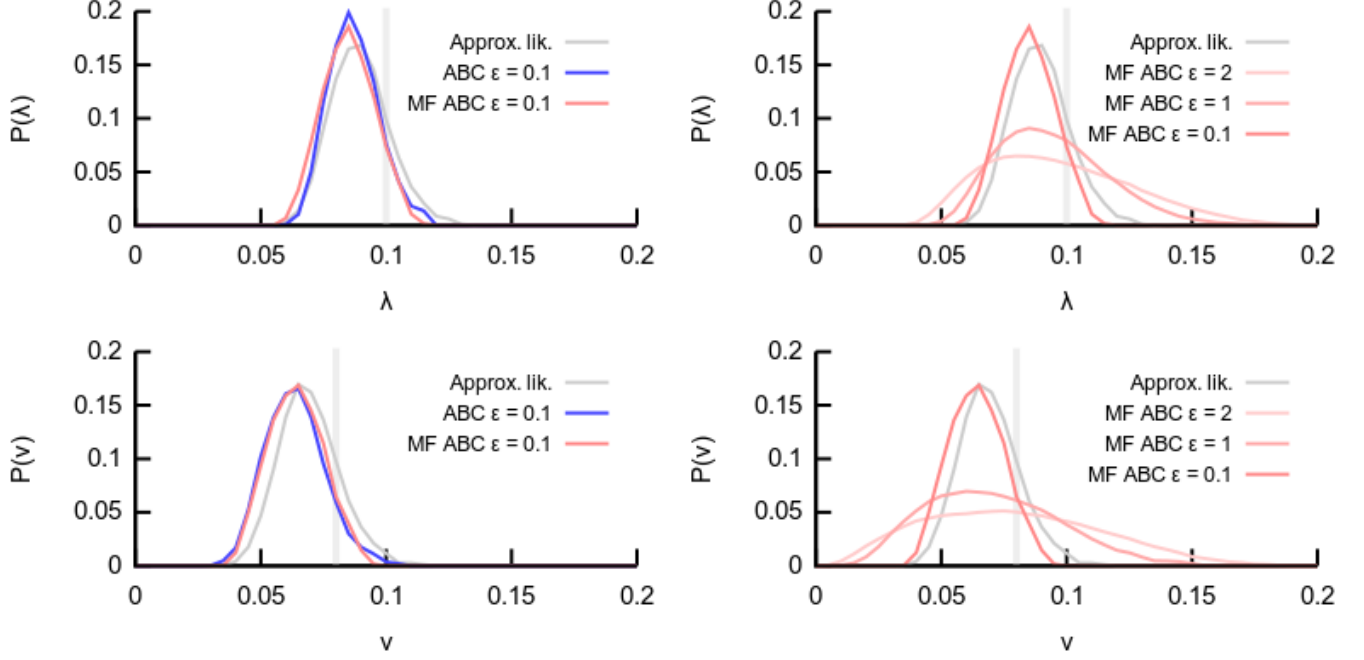 0.2
0.15
0.1
0.05
0
P(λ)
Approx. lik.
ABC ε = 0.1
MF ABC ε = 0.1
0 0.05 0.1 0.15 0.2
λ
0.2
0.15
0.1
0.05
0
P(λ)
Approx. lik.
MF ABC ε = 2
MF ABC ε = 1
MF ABC ε = 0.1
0 0.05 0.1 0.15 0.2
λ
0.2
0.15
0.1
0.05
0
P(ν)
Approx. lik.
ABC ε = 0.1
MF ABC ε = 0.1
0 0.05 0.1 0.15 0.2
ν
0.2
0.15
0.1
0.05
0
P(ν)
Approx. lik.
MF ABC ε = 2
MF ABC ε = 1
MF ABC ε = 0.1
0 0.05 0.1 0.15 0.2
ν